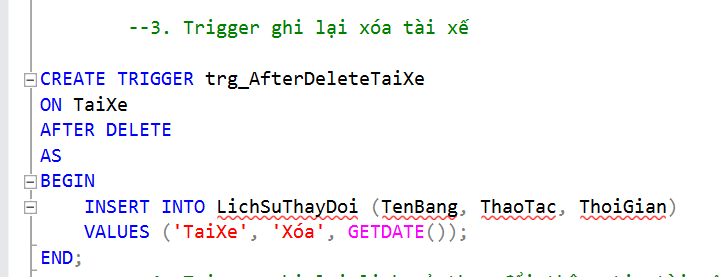 --3. Trigger ghi lại xóa tài xế
CREATE TRIGGER trg_AfterDeleteTaiXe
ON TaiXe
AFTER DELETE
AS
BEGIN
INSERT INTO LichSuThayDoi (TenBang, ThaoTac, ThoiGian)
VALUES ('TaiXe', 'Xóa', GETDATE());
END;